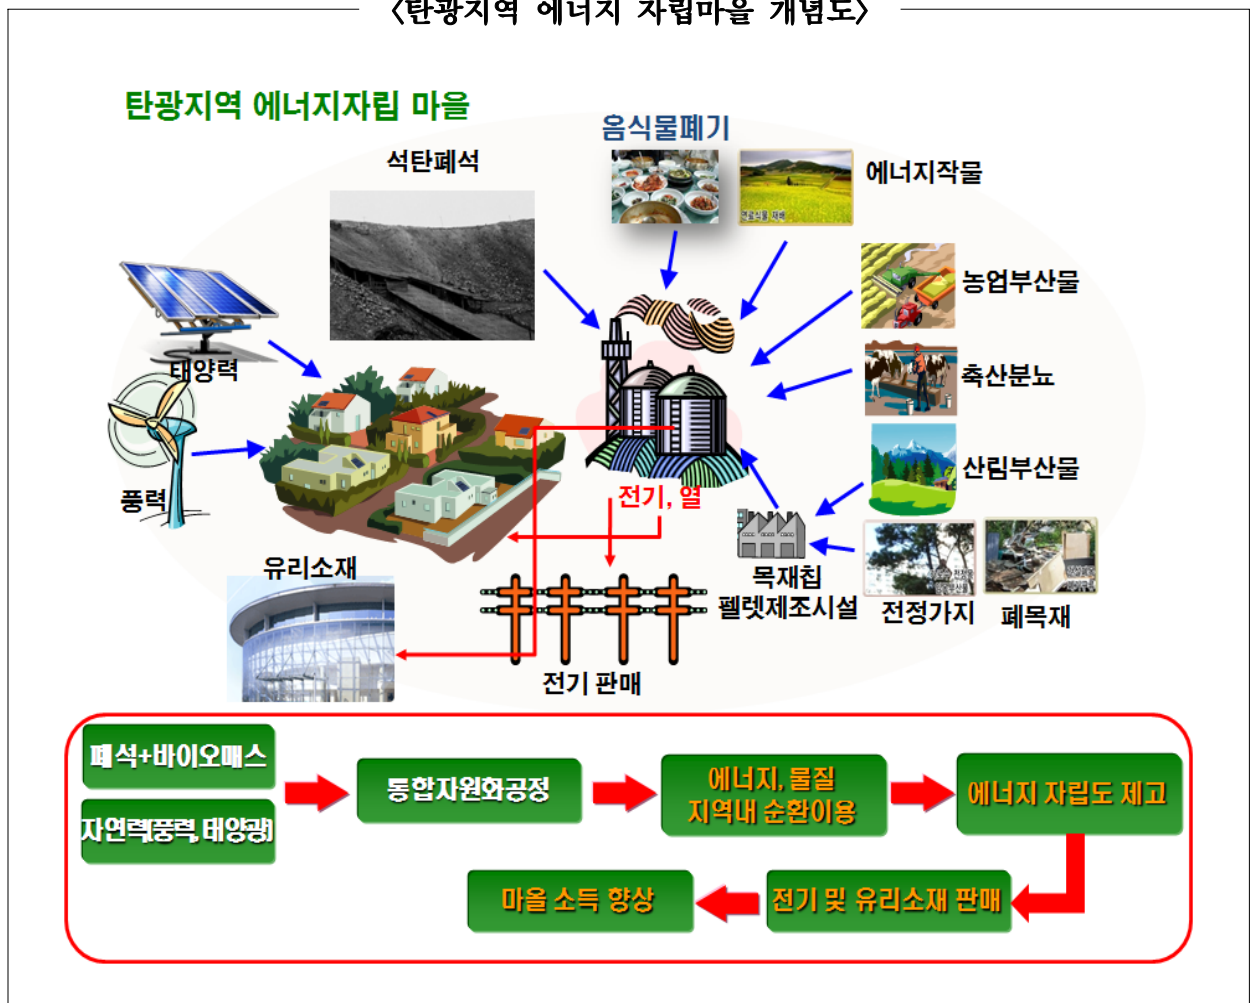 <탄광지역 에너지 자립마을 개념도>
탄광지역 에너지자립 마을
음식물폐기
석탄폐석
에너지작물
연료식물 재배
농업부산물
태양력
축산분뇨
산림부산물
풍력
전기, 열
유리소재
목재칩
펠렛제조시설
전정가지
폐목재
전기 판매
폐석+바이오매스
자연력(풍력, 태양광)
통합자원화공정
에너지, 물질
지역내 순환이용
에너지 자립도 제고
마을 소득 향상
전기 및 유리소재 판매